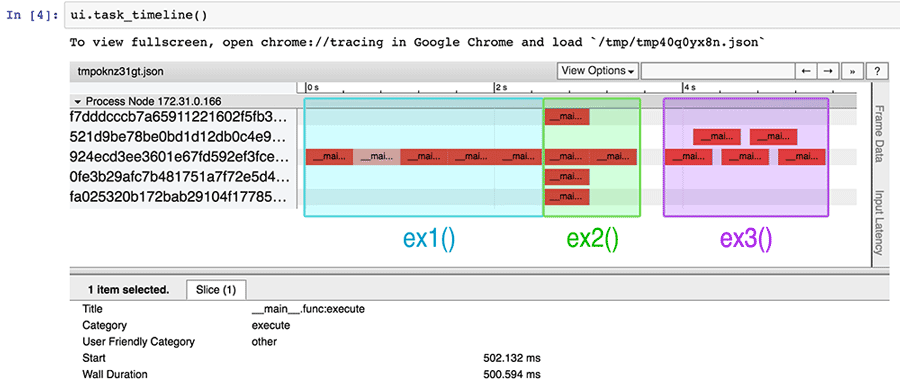 In [4]: ui.task_timeline()
To view fullscreen, open chrome://tracing in Google Chrome and load `/tmp/tmp40q0yx8n.json`
tmpoknz31gt.json View Options ← → » ?
0 s 2 s 4 s
Process Node 172.31.0.166
f7dddcccb7a65911221602f5fb3... __mai...
521d9be78be0bd1d12db0c4e9... __mai... __mai...
924ecd3ee3601e67fd592ef3fce... __mai... __mai... __mai... __mai... __mai... __mai... __mai... __mai... __mai... __mai...
0fe3b29afc7b481751a7f72e5d4... __mai...
fa025320b172bab29104f17785... __mai...
ex1() ex2() ex3()
Frame Data
Input Latency
1 item selected. Slice (1)
Title __main__.func:execute
Category execute
User Friendly Category other
Start 502.132 ms
Wall Duration 500.594 ms